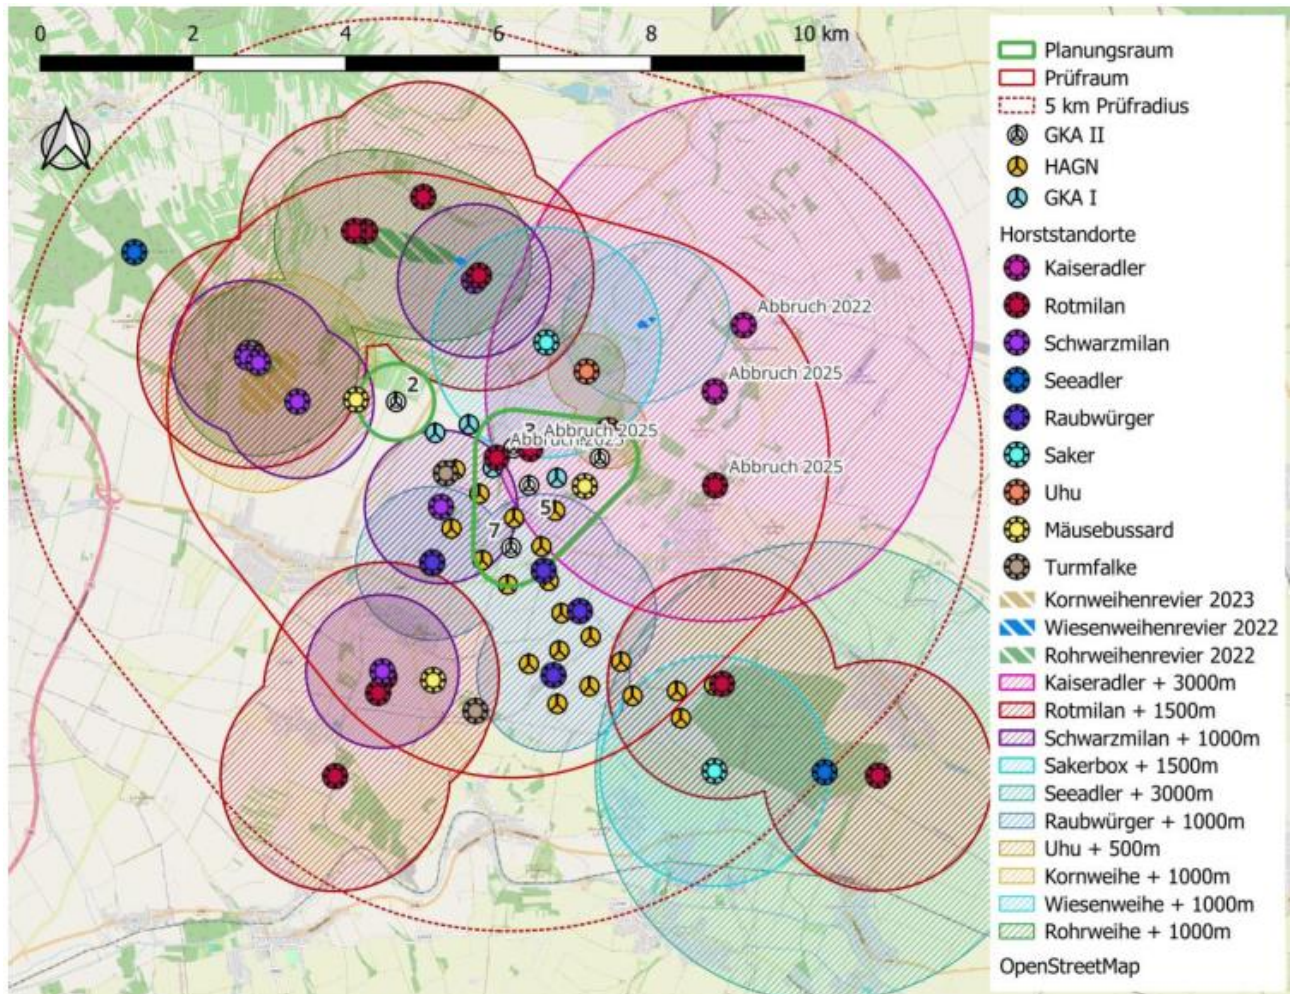 0 2 4 6 8 10 km
Abbruch 2022
Abbruch 2025
2
Abbruch 2025
Abbruch 2025
Abbruch 2025
5
7
Planungsraum
Prüfraum
5 km Prüfradius
GKA II
HAGN
GKA I
Horststandorte
Kaiseradler
Rotmilan
Schwarzmilan
Seeadler
Raubwürger
Saker
Uhu
Mäusebussard
Turmfalke
Kornweihenrevier 2023
Wiesenweihenrevier 2022
Rohrweihenrevier 2022
Kaiseradler + 3000m
Rotmilan + 1500m
Schwarzmilan + 1000m
Sakerbox + 1500m
Seeadler + 3000m
Raubwürger + 1000m
Uhu + 500m
Kornweihe + 1000m
Wiesenweihe + 1000m
Rohrweihe + 1000m
OpenStreetMap